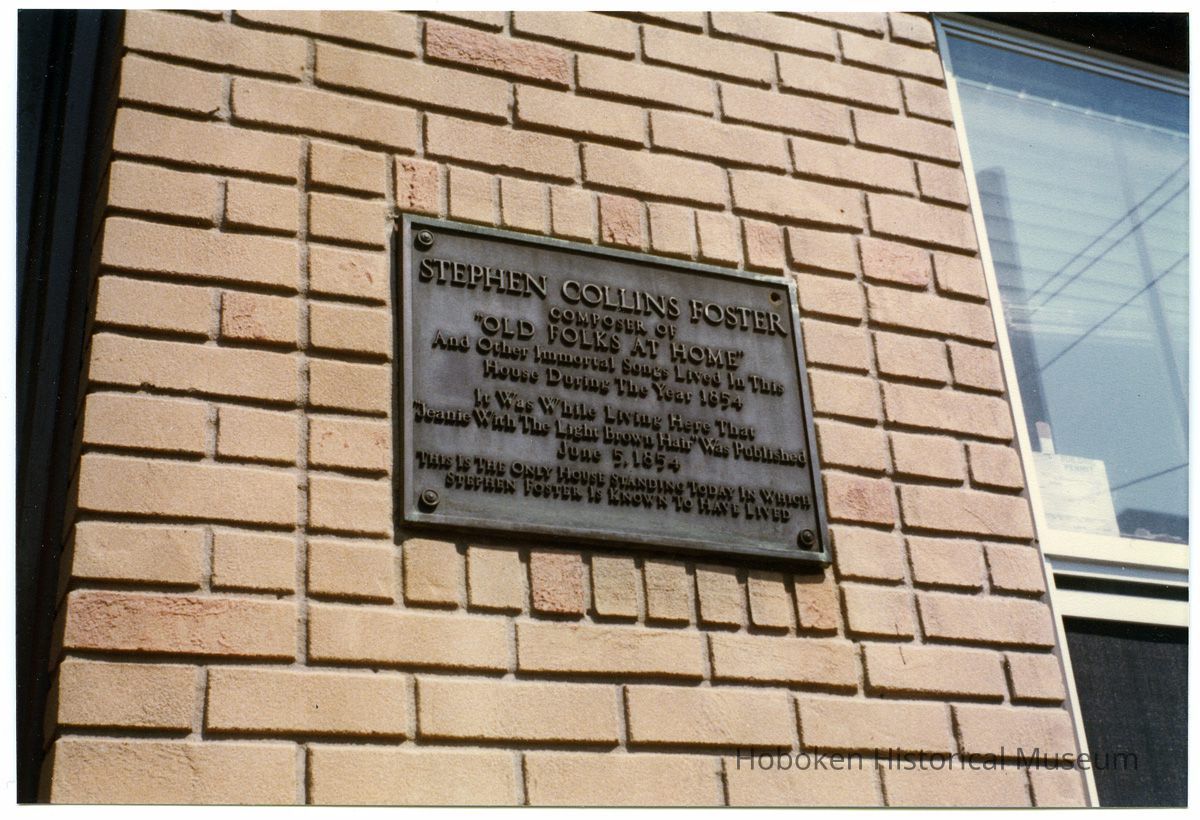 STEPHEN COLLINS FOSTER
COMPOSER OF
"OLD FOLKS AT HOME"
And Other Immortal Songs Lived In This
House During The Year 1854
It Was While Living Here That
"Jeanie With The Light Brown Hair" Was Published
June 5, 1854
THIS IS THE ONLY HOUSE STANDING TODAY IN WHICH
STEPHEN FOSTER IS KNOWN TO HAVE LIVED
PERMIT
Hoboken Historical Museum